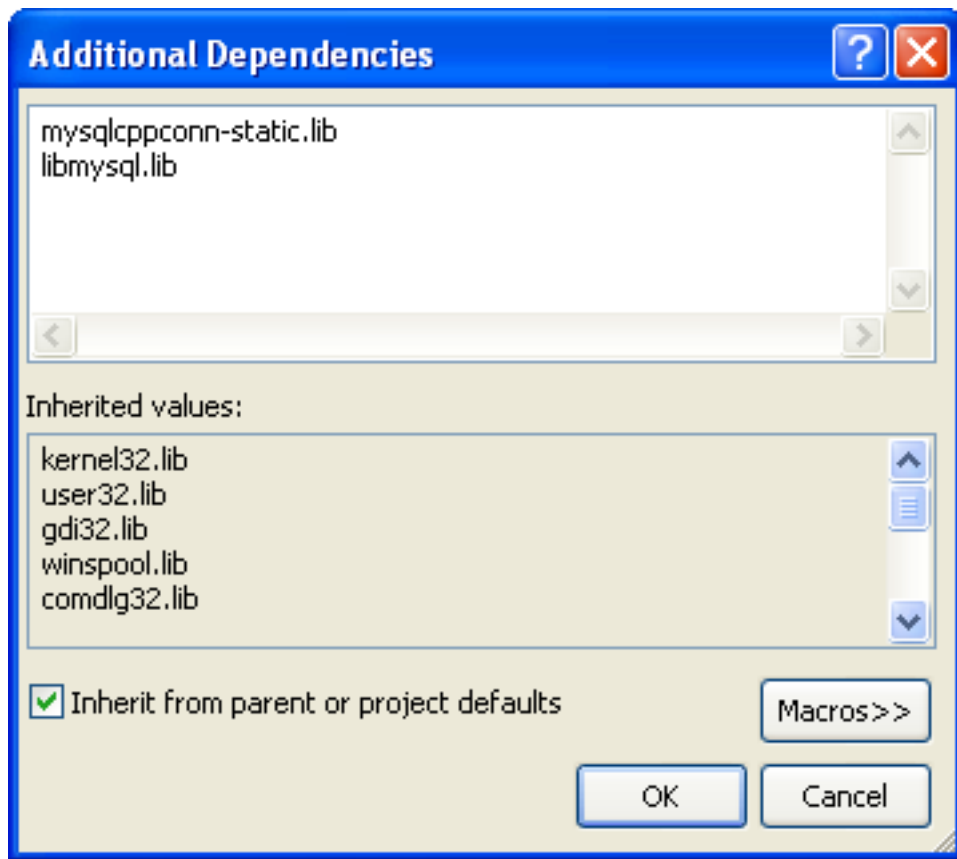 Additional Dependencies
?
mysqlcppconn-static.lib
libmysql.lib
Inherited values:
kernel32.lib
user32.lib
gdi32.lib
winspool.lib
comdlg32.lib
Inherit from parent or project defaults
Macros>>
OK
Cancel